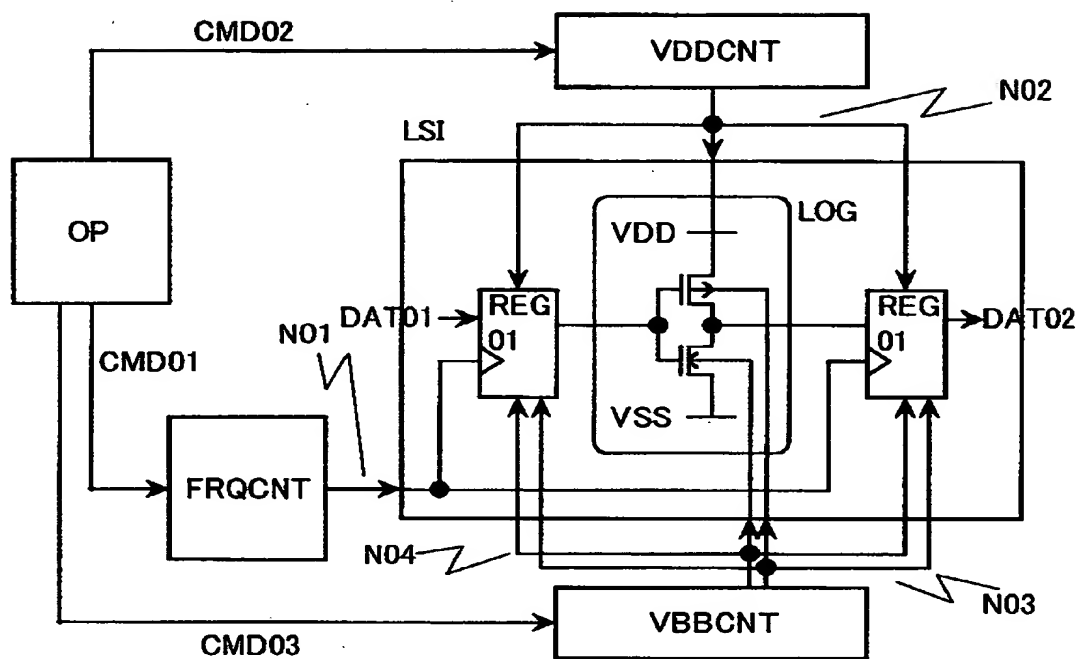 CMD02
VDDCNT
N02
LSI
OP
LOG
VDD
DAT01
REG
01
REG
01
DAT02
N01
CMD01
VSS
FRQCNT
N04
N03
VBBCNT
CMD03